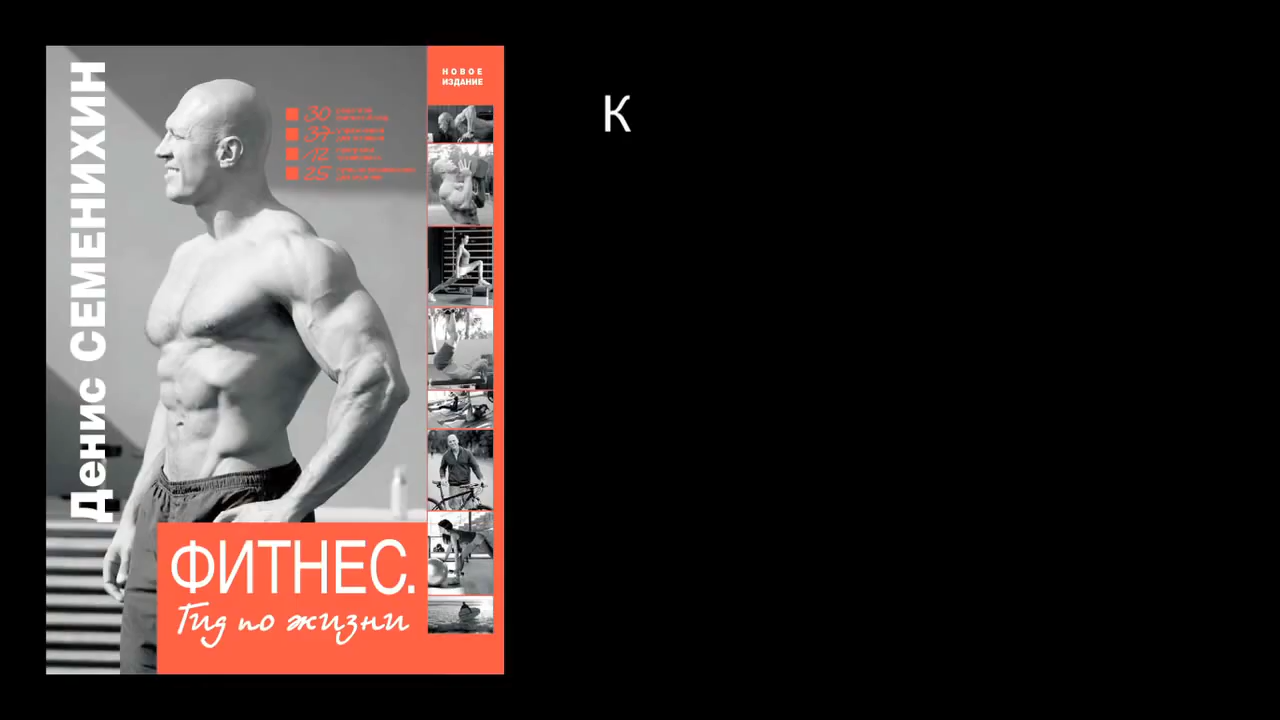 Денис СЕМЕНИХИН
НОВОЕ
ИЗДАНИЕ
30
37
12
25
ФИТНЕС.
Гид по жизни
К